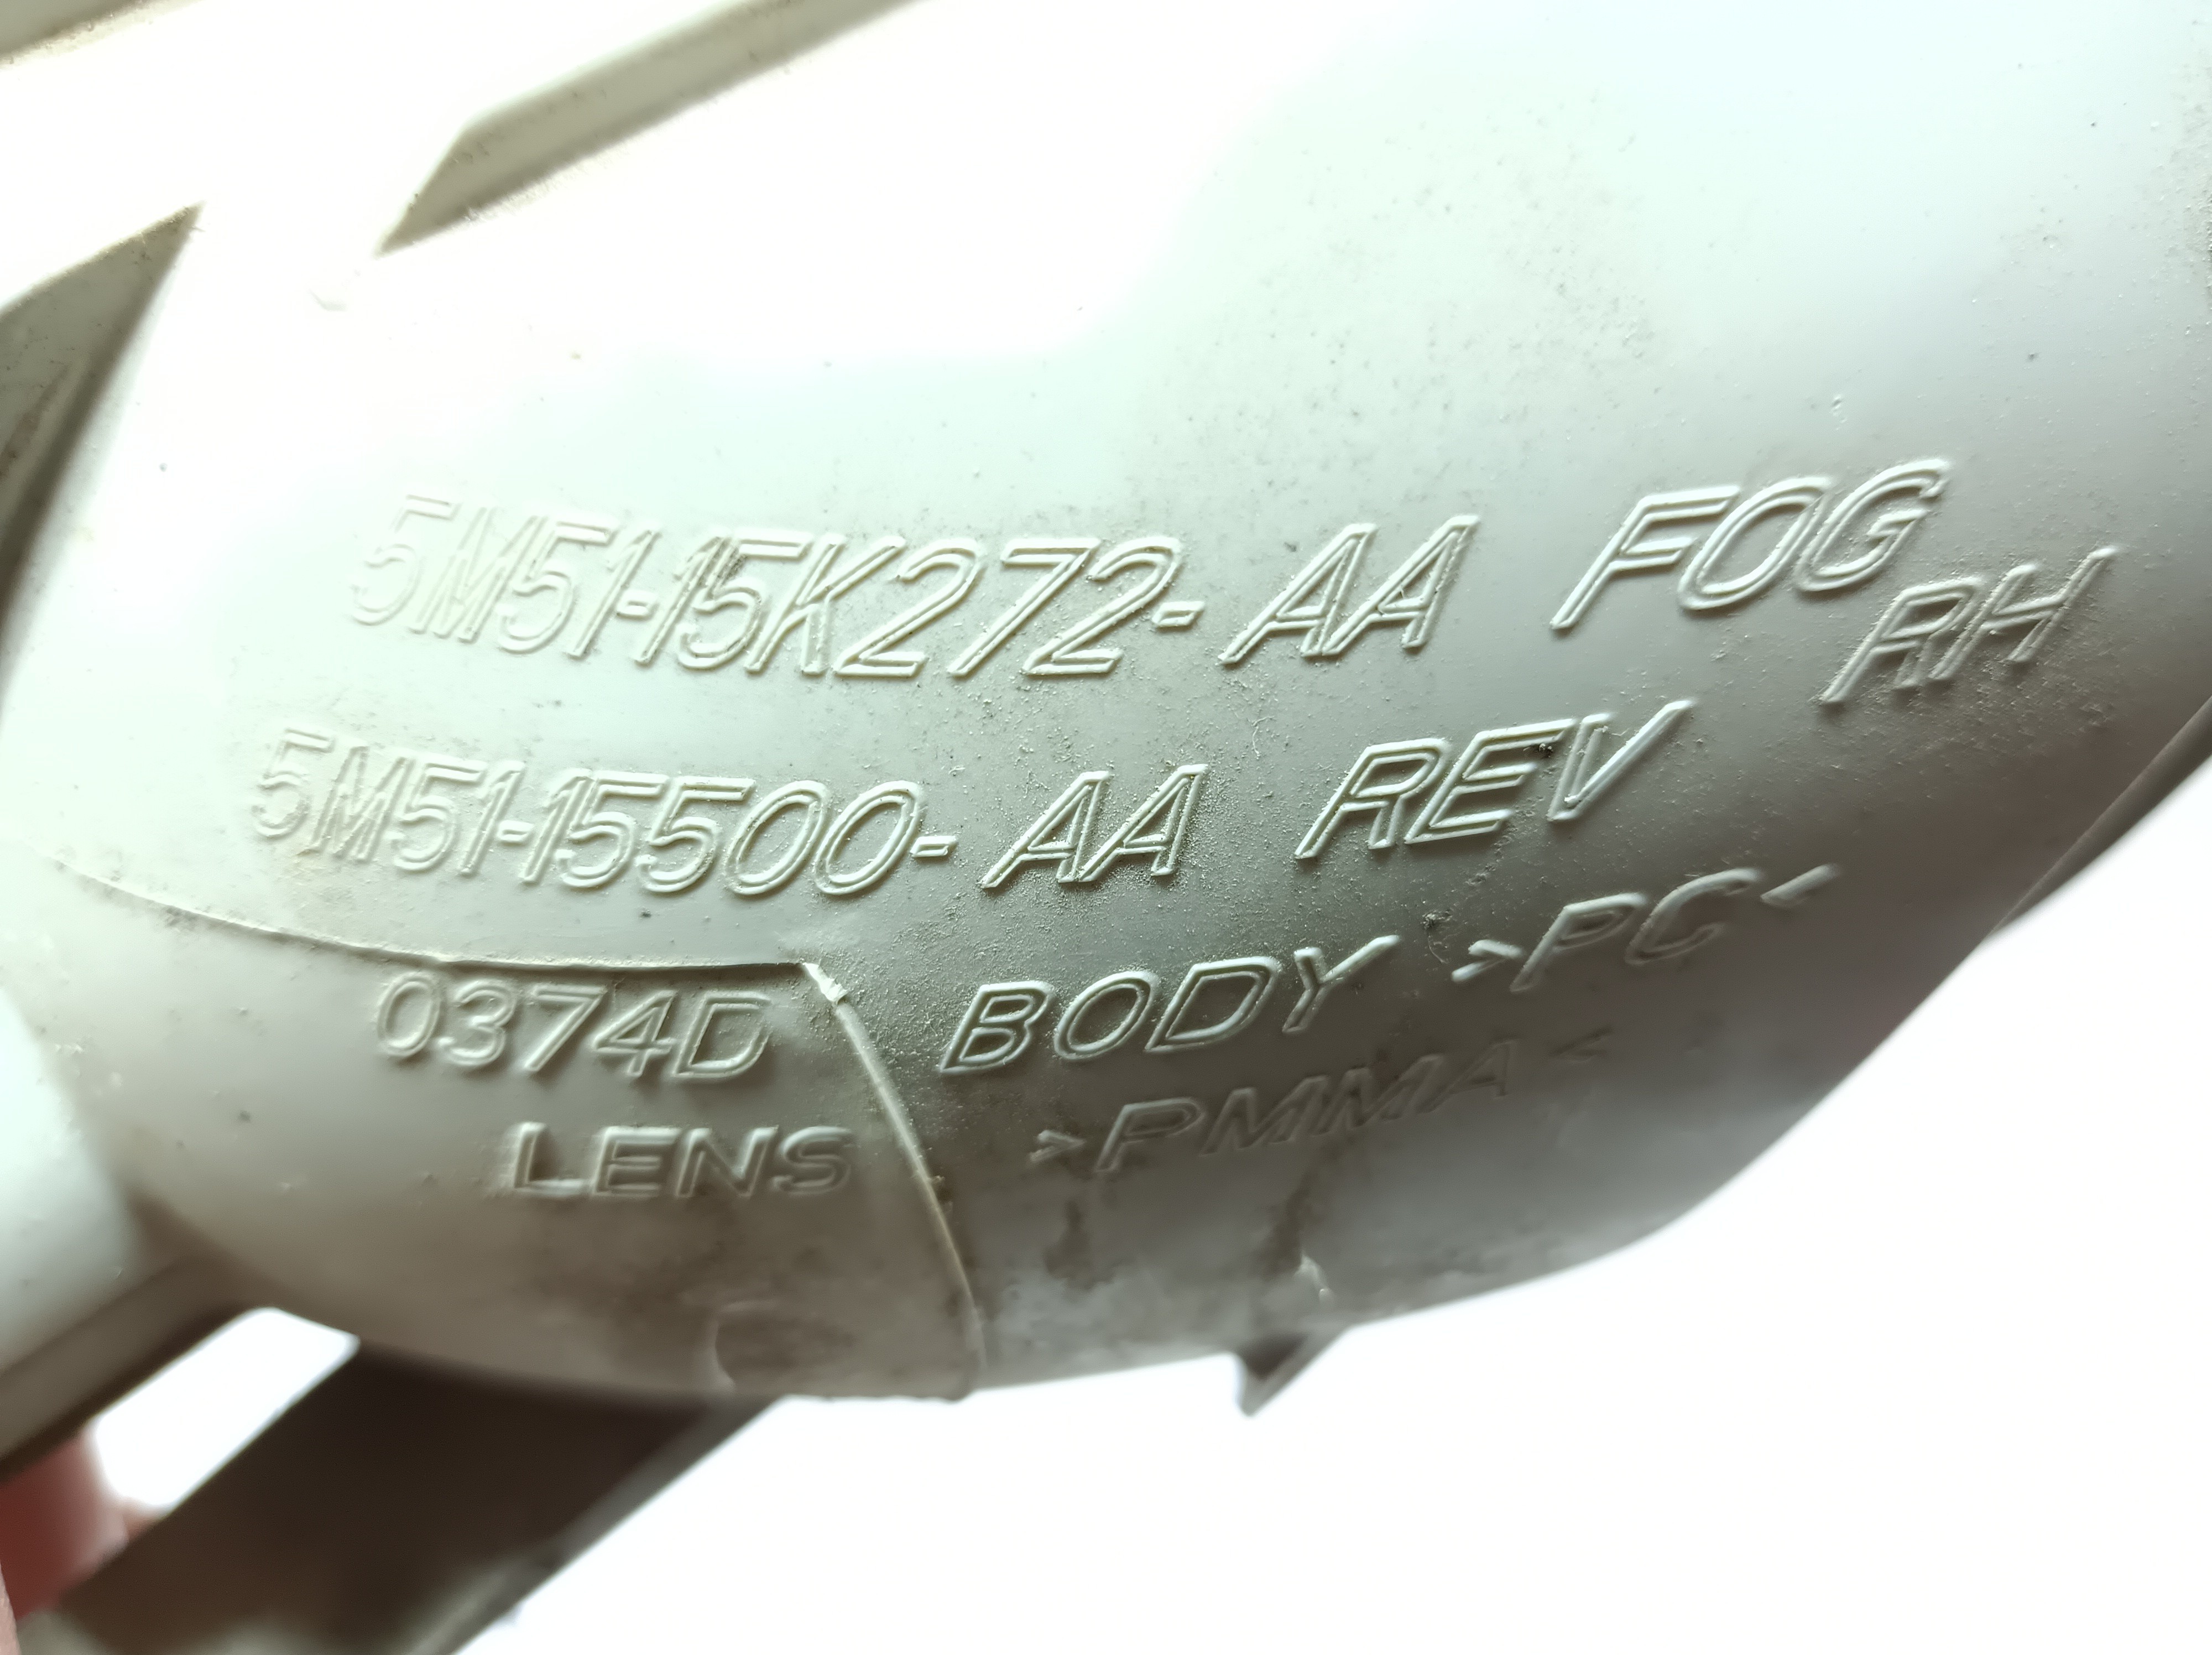 5M51-15K272-AA FOG
RH
5M51-15500-AA REV
0374D BODY >PC<
LENS >PMMA<